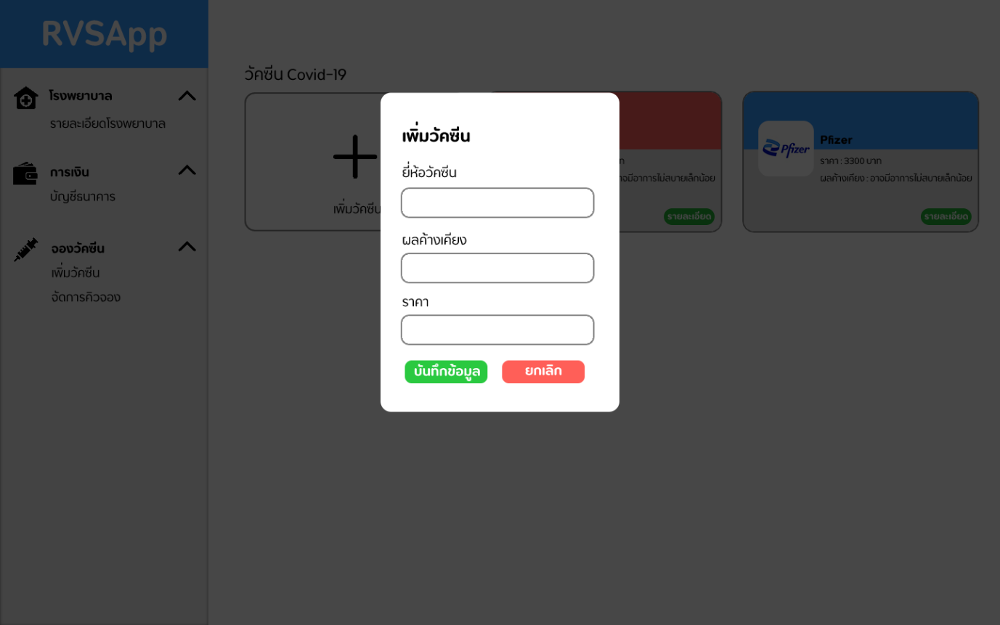 RVSApp
โรงพยาบาล
รายละเอียดโรงพยาบาล
การเงิน
บัญชีธนาคาร
จองวัคซีน
เพิ่มวัคซีน
จัดการคิวจอง
วัคซีน Covid-19
เพิ่มวัคซีน
เพิ่มวัคซีน
ยี่ห้อวัคซีน
ผลค้างเคียง
ราคา
บันทึกข้อมูล
ยกเลิก
ท
าจมีอาการไม่สบายเล็กน้อย
รายละเอียด
Pfizer
Pfizer
ราคา : 3300 บาท
ผลค้างเคียง : อาจมีอาการไม่สบายเล็กน้อย
รายละเอียด